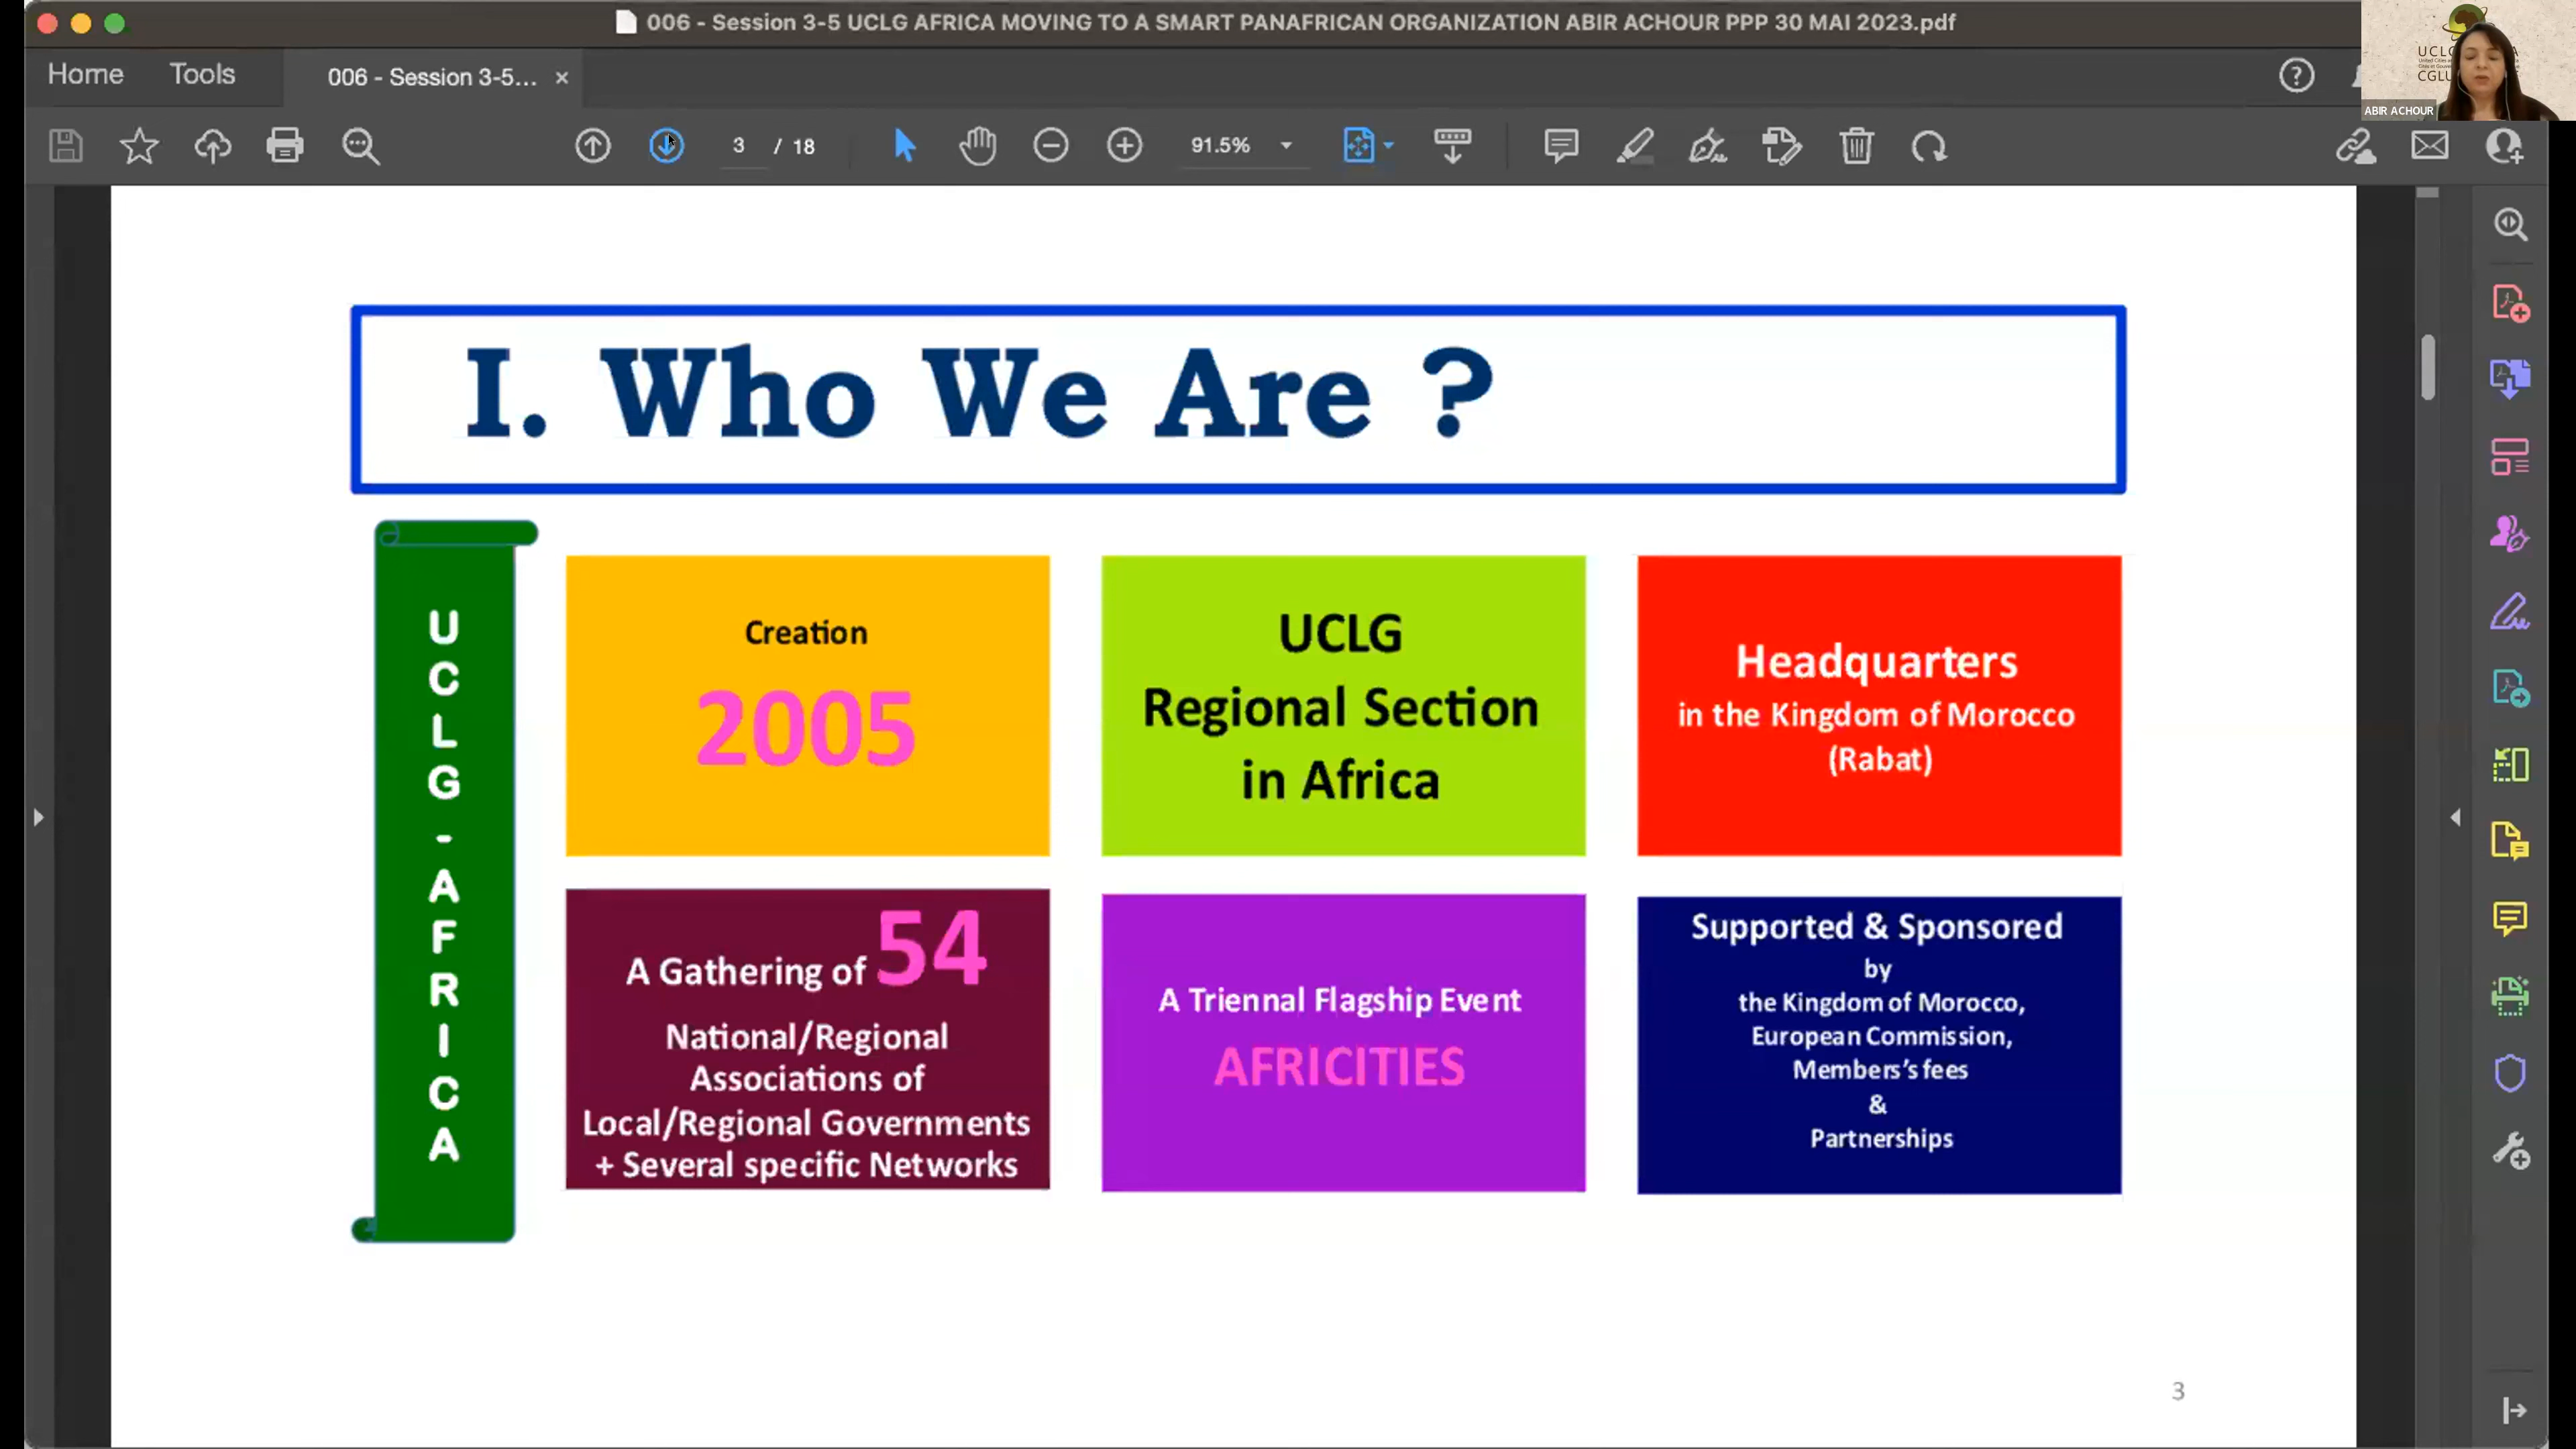 006 - Session 3-5 UCLG AFRICA MOVING TO A SMART PANAFRICAN ORGANIZATION ABIR ACHOUR PPP 30 MAI 2023.pdf
Home
Tools
006 - Session 3-5...
3 / 18
91.5%
ABIR ACHOUR
I. Who We Are ?
UCLG-AFRICA
Creation
2005
UCLG
Regional Section
in Africa
Headquarters
in the Kingdom of Morocco
(Rabat)
A Gathering of 54
National/Regional
Associations of
Local/Regional Governments
+ Several specific Networks
A Triennal Flagship Event
AFRICITIES
Supported & Sponsored
by
the Kingdom of Morocco,
European Commission,
Members's fees
&
Partnerships
3